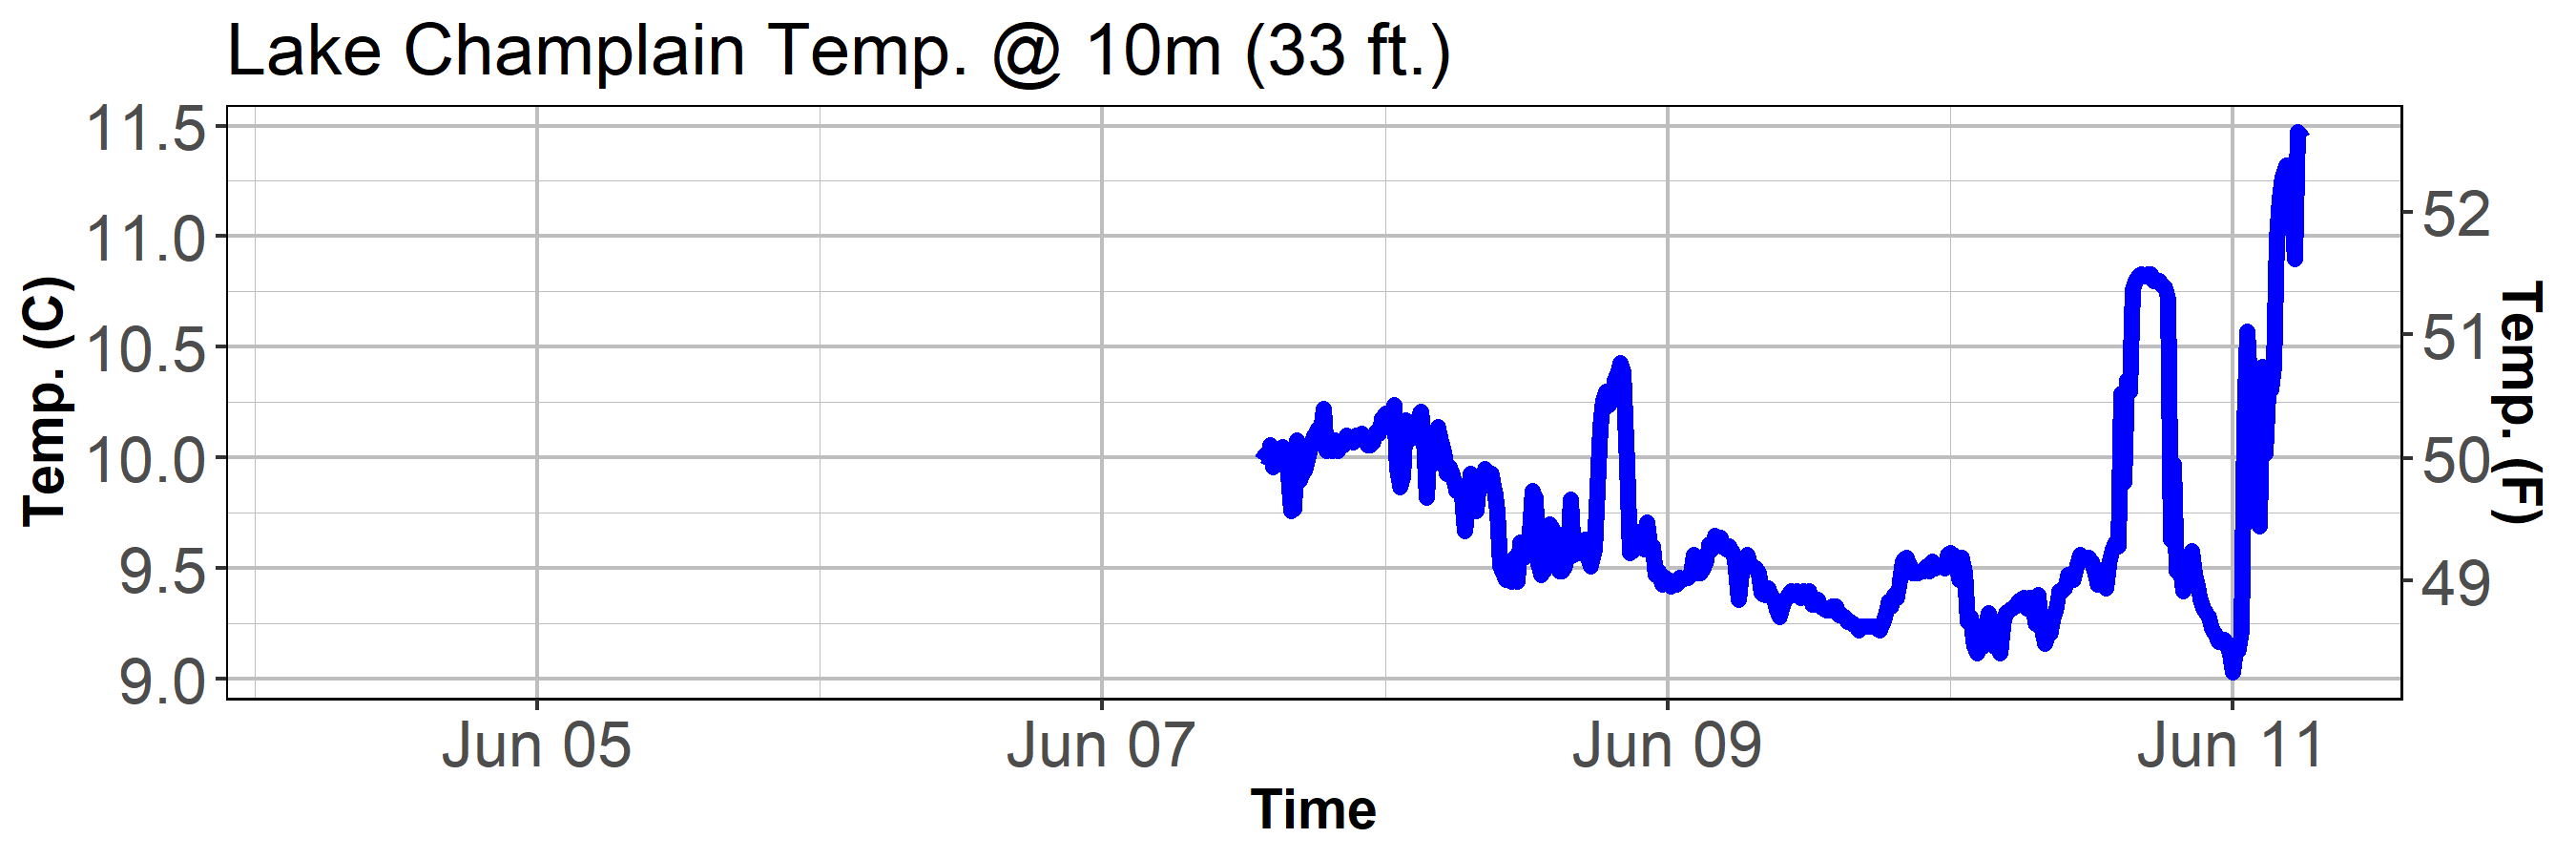 Lake Champlain Temp. @ 10m (33 ft.)
Temp. (C)
11.5
11.0
10.5
10.0
9.5
9.0
52
51
50
49
Temp. (F)
Jun 05 Jun 07 Jun 09 Jun 11
Time